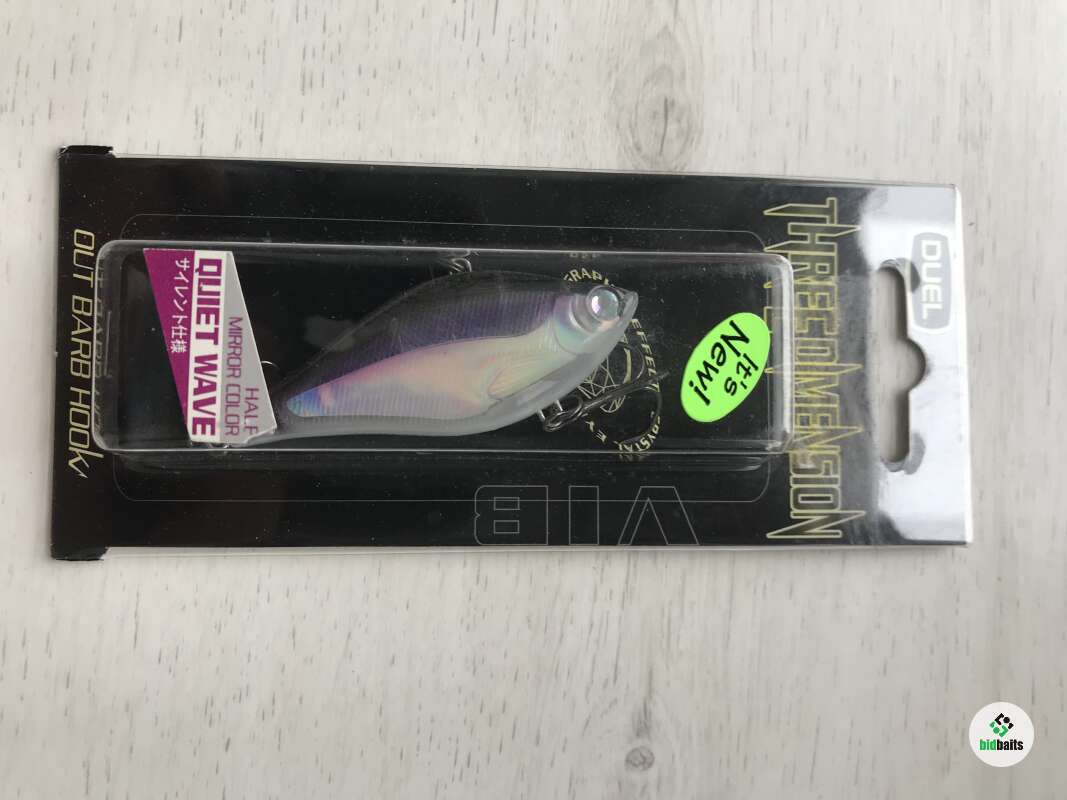 DUEL
THREEDMENSION
It's
New!
VIB
HALF
MIRROR COLOR
QUIET WAVE
サイレント仕様
OUT BARB HOOK
bidbaits